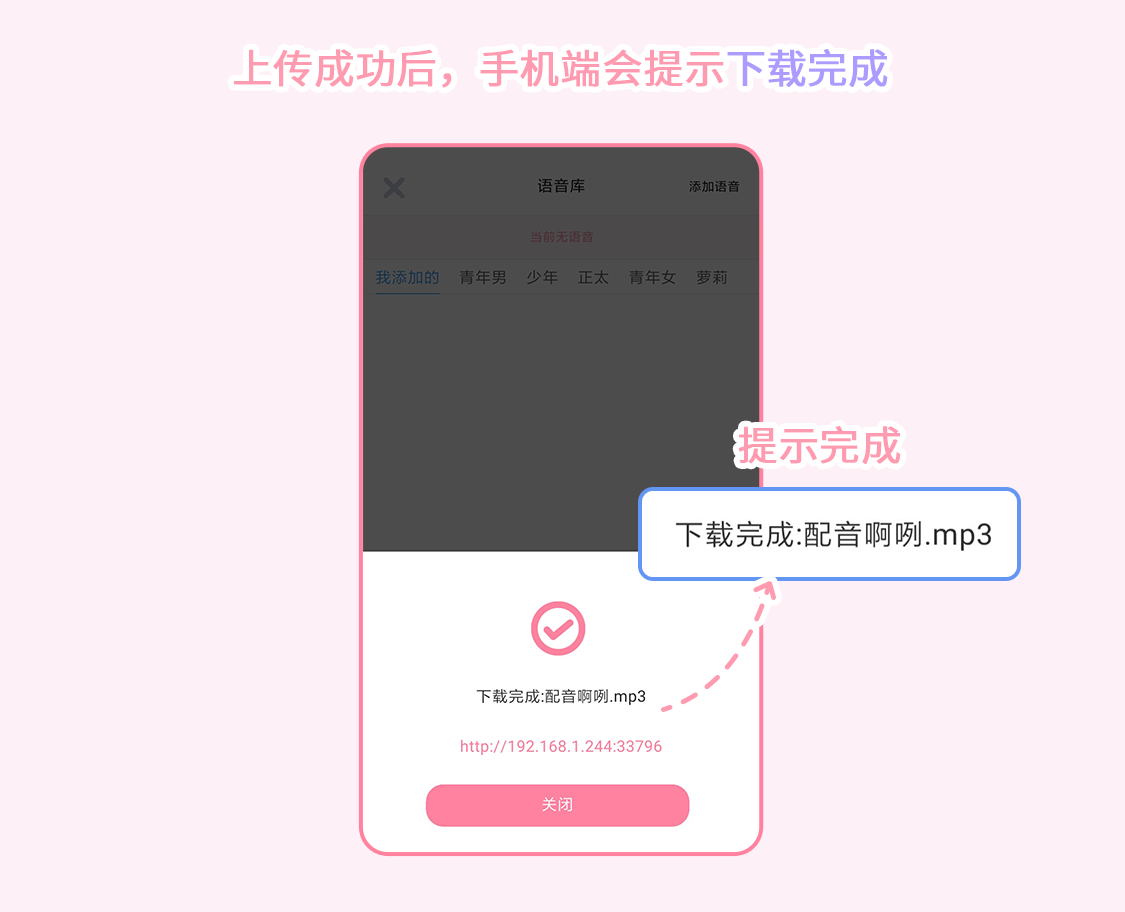 上传成功后，手机端会提示下载完成
语音库
添加语音
当前无语音
我添加的 青年男 少年 正太 青年女 萝莉
提示完成
下载完成:配音啊咧.mp3
下载完成:配音啊咧.mp3
http://192.168.1.244:33796
关闭